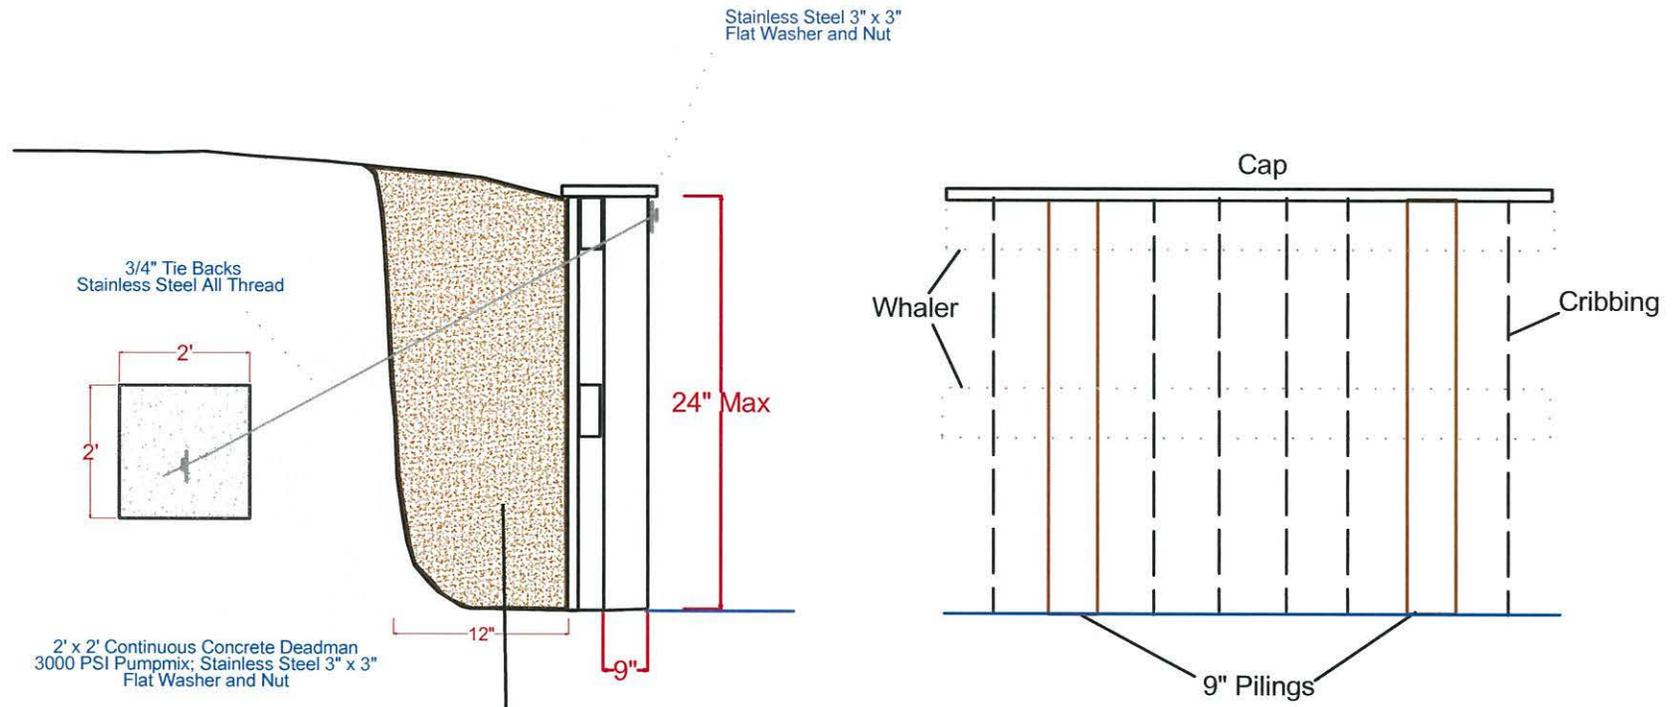 Stainless Steel 3" x 3"
Flat Washer and Nut
3/4" Tie Backs
Stainless Steel All Thread
2'
2'
24" Max
12"
9"
2' x 2' Continuous Concrete Deadman
3000 PSI Pumpmix; Stainless Steel 3" x 3"
Flat Washer and Nut
Cap
Whaler
Cribbing
9" Pilings